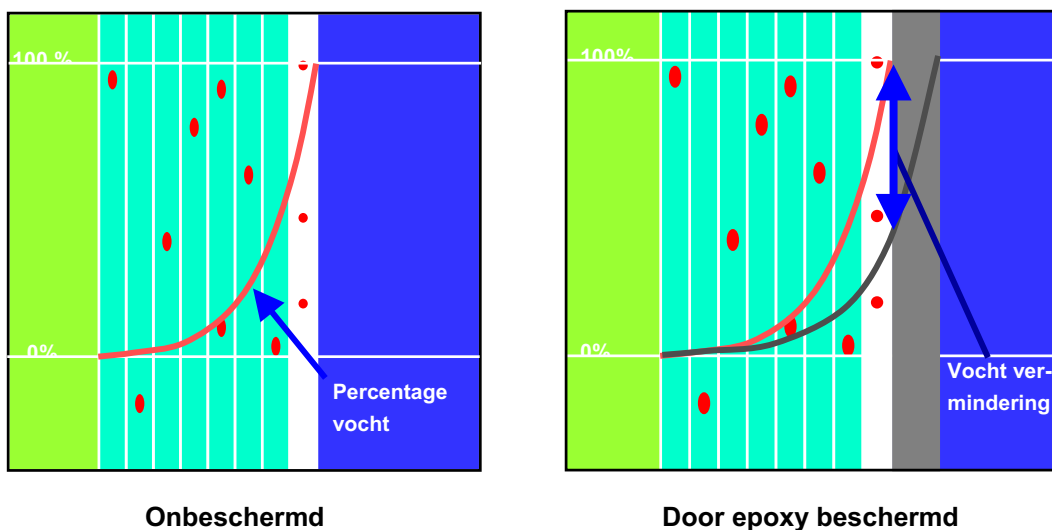 100 %
0%
Percentage
vocht
Onbeschermd
100%
0%
Vocht ver-
mindering
Door epoxy beschermd